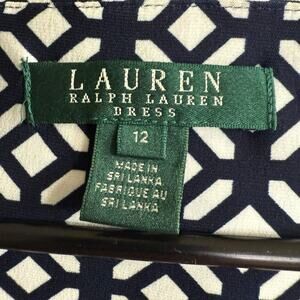 LAUREN
RALPH LAUREN
DRESS
12
MADE IN
SRI LANKA
FABRIQUE AU
SRI LANKA